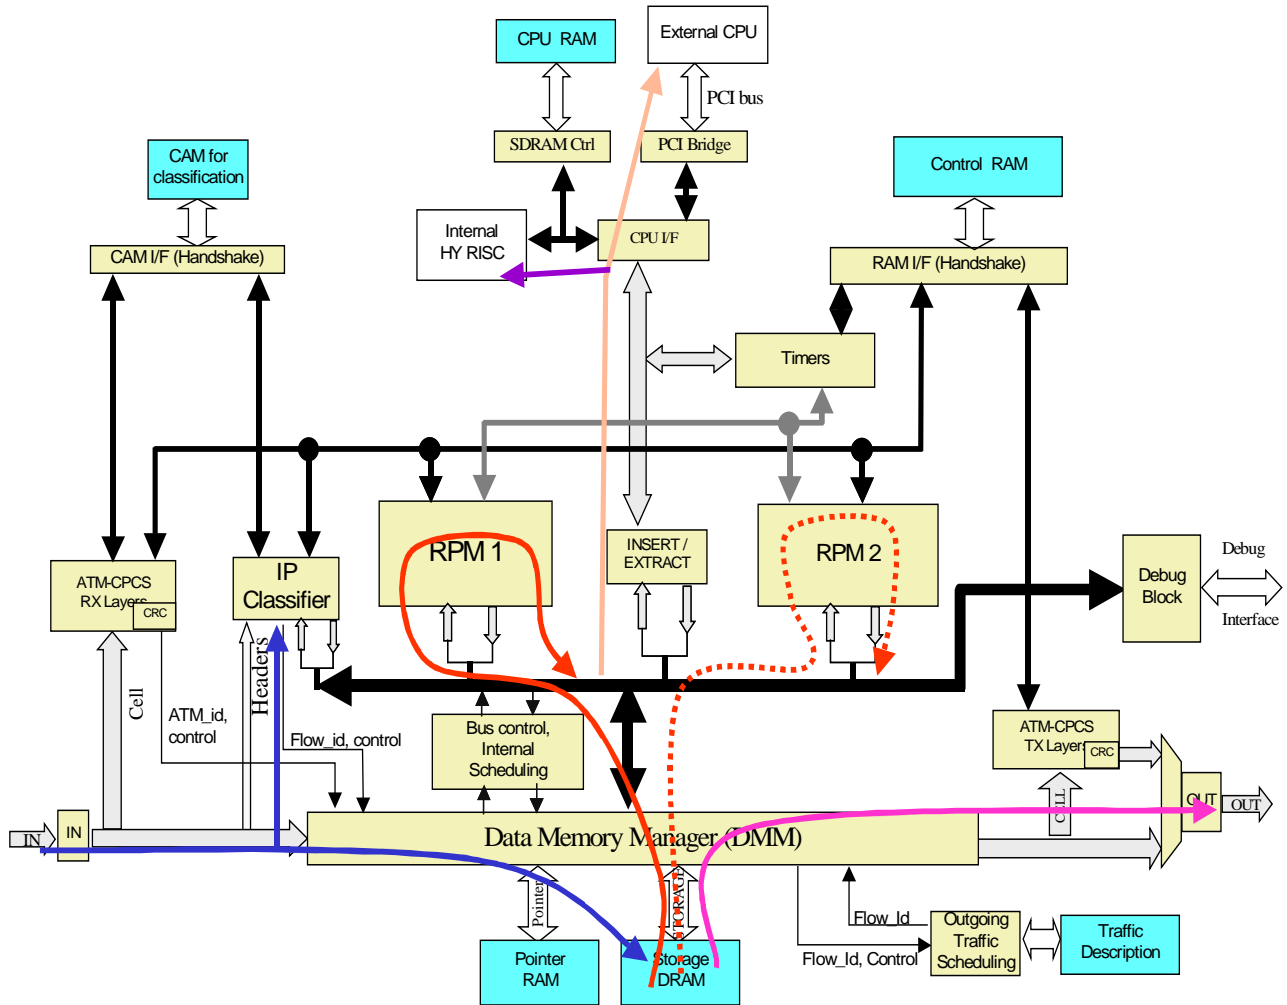 CPU RAM
External CPU
PCI bus
SDRAM Ctrl
PCI Bridge
CAM for
classification
Control RAM
Internal
HY RISC
CPU I/F
CAM I/F (Handshake)
RAM I/F (Handshake)
Timers
RPM 1
INSERT /
EXTRACT
RPM 2
Debug
Debug
Block
Interface
ATM-CPCS
RX Layers
CRC
IP
Classifier
Cell
Headers
ATM_id,
control
Flow_id, control
Bus control,
Internal
Scheduling
ATM-CPCS
TX Layers
CRC
CELL
IN
IN
Data Memory Manager (DMM)
OUT
OUT
Pointer
STORAGE
Flow_Id
Flow_Id, Control
Outgoing
Traffic
Scheduling
Traffic
Description
Pointer
RAM
Storage
DRAM